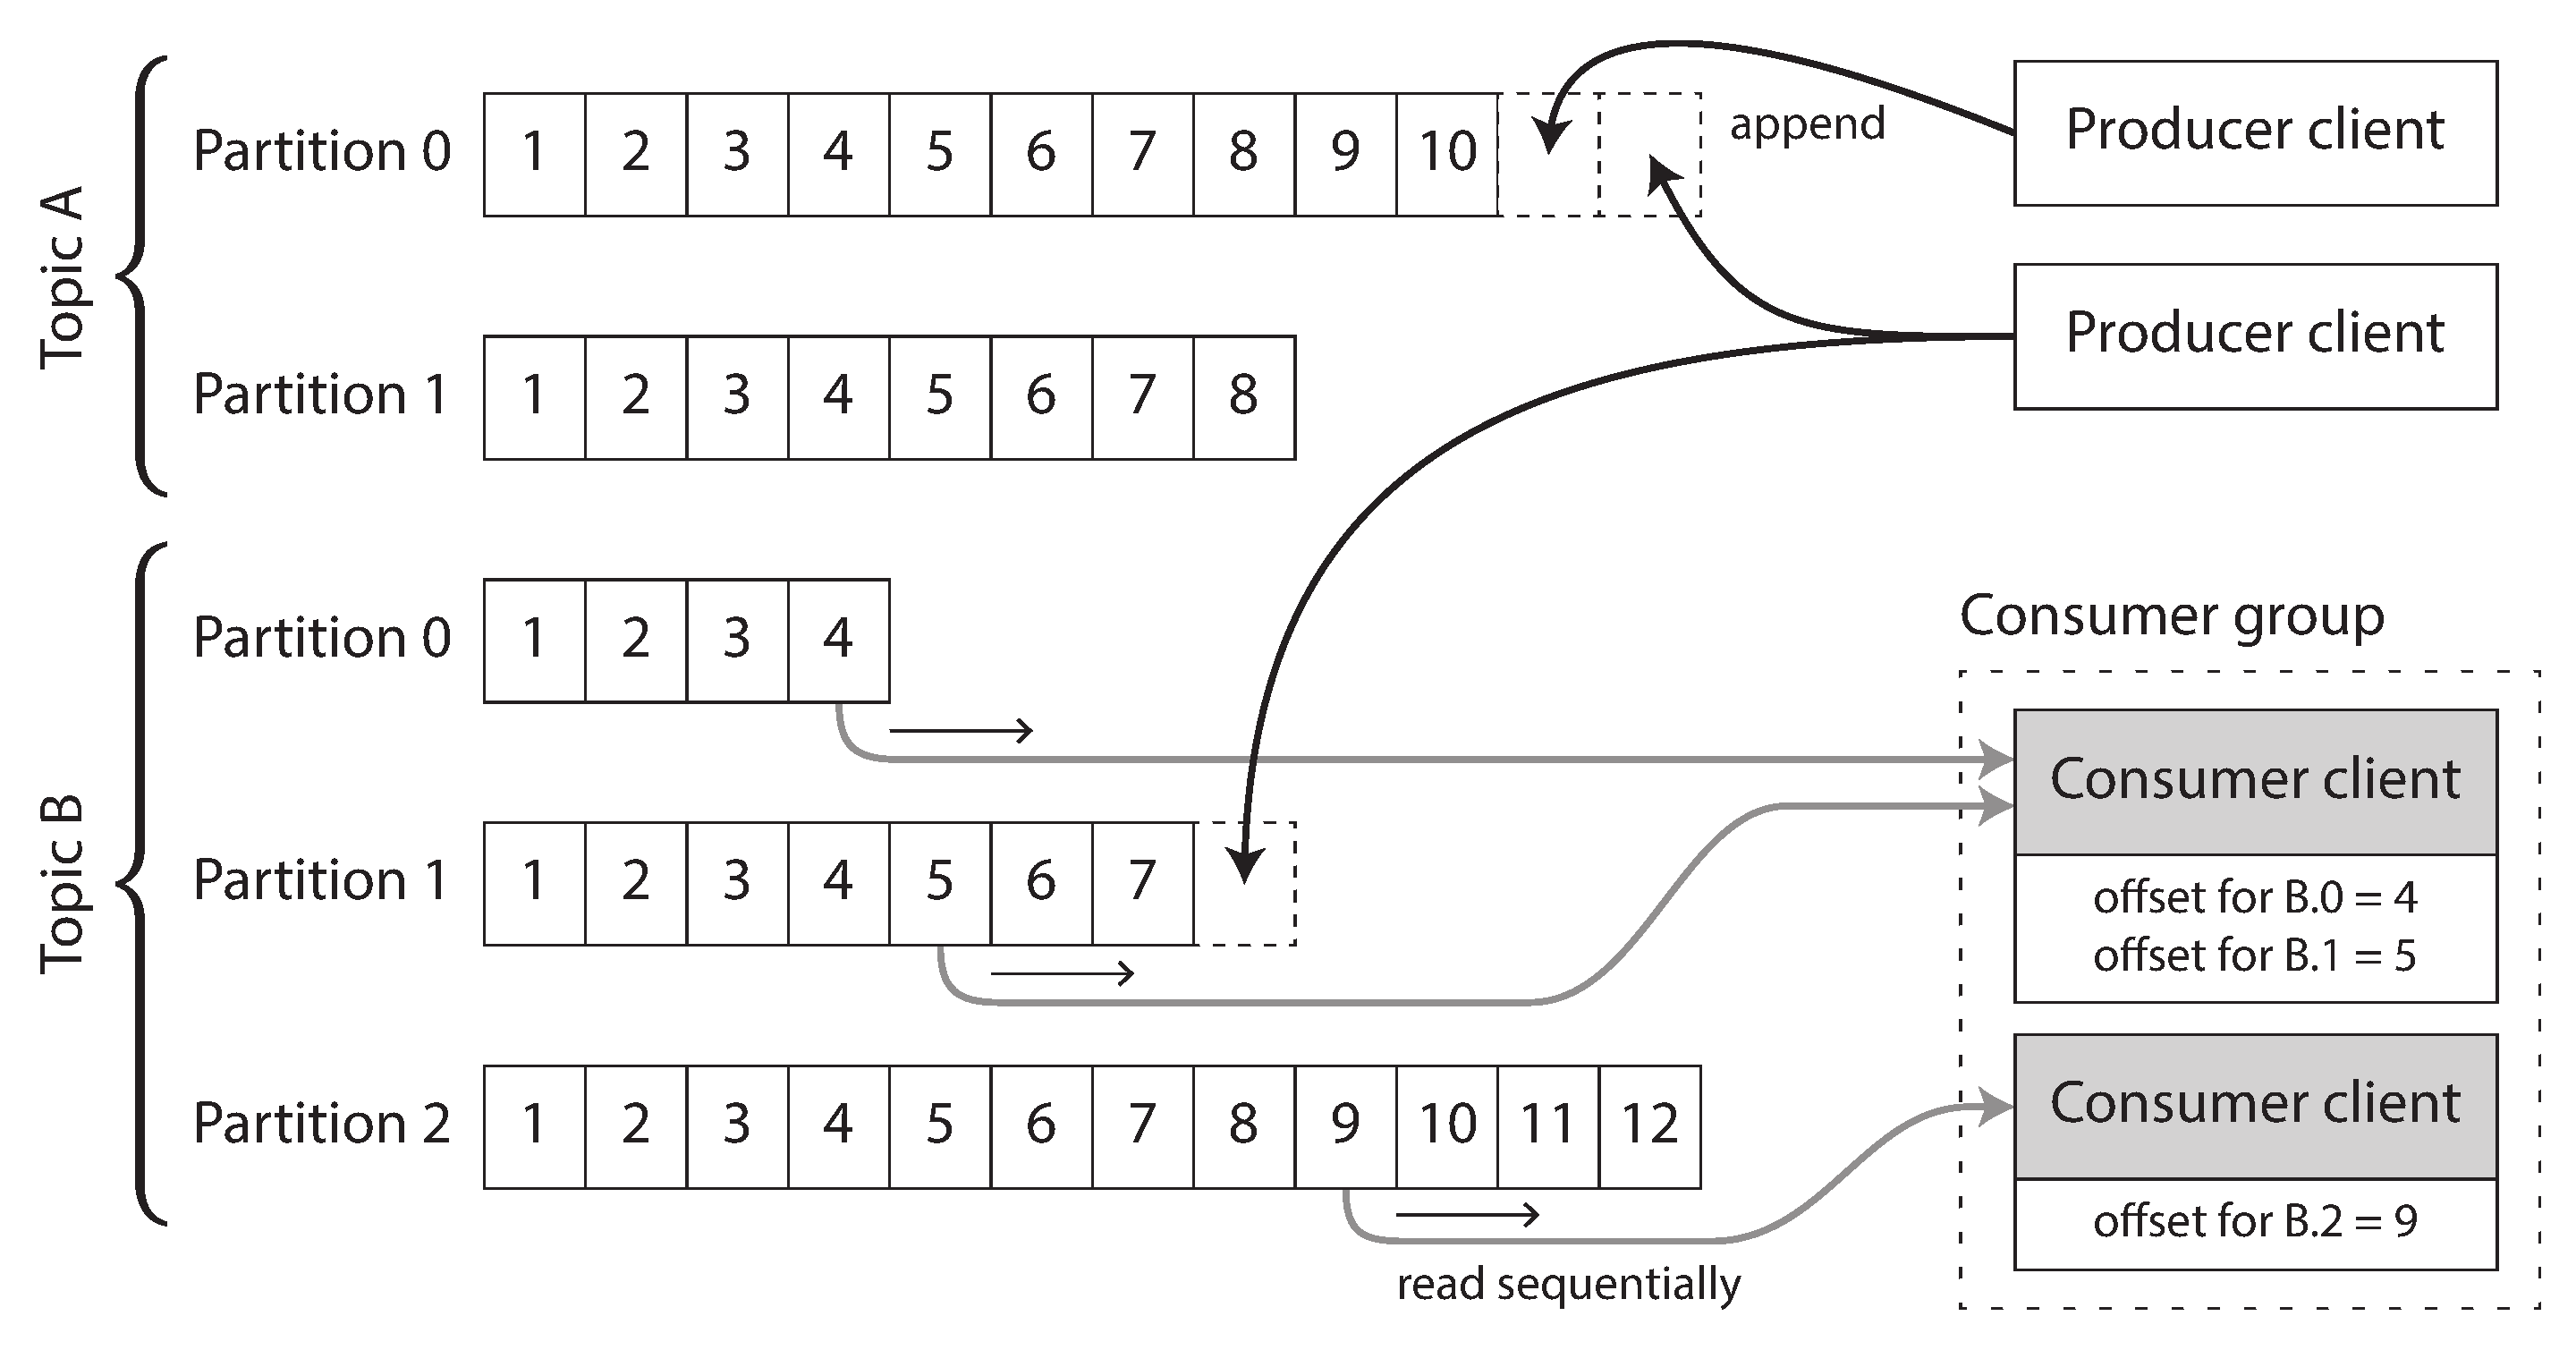 Topic A
Partition 0
1 2 3 4 5 6 7 8 9 10
append
Producer client
Producer client
Partition 1
1 2 3 4 5 6 7 8
Topic B
Partition 0
1 2 3 4
Partition 1
1 2 3 4 5 6 7
Partition 2
1 2 3 4 5 6 7 8 9 10 11 12
read sequentially
Consumer group
Consumer client
offset for B.0 = 4
offset for B.1 = 5
Consumer client
offset for B.2 = 9